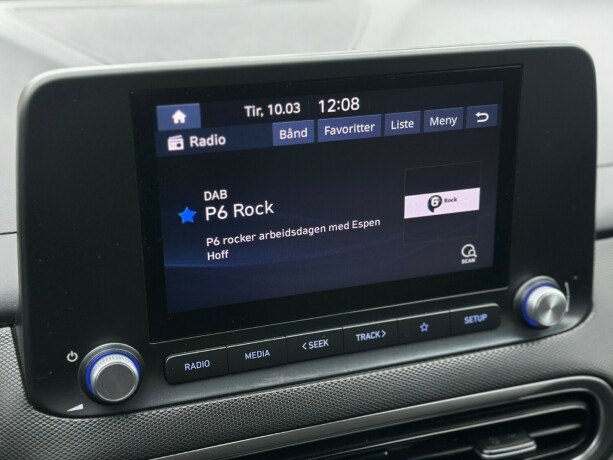 Tir, 10.03 12:08
Radio Bånd Favoritter Liste Meny
DAB
P6 Rock
P6 rocker arbeidsdagen med Espen
Hoff
6 Rock
SCAN
RADIO MEDIA <SEEK TRACK> SETUP